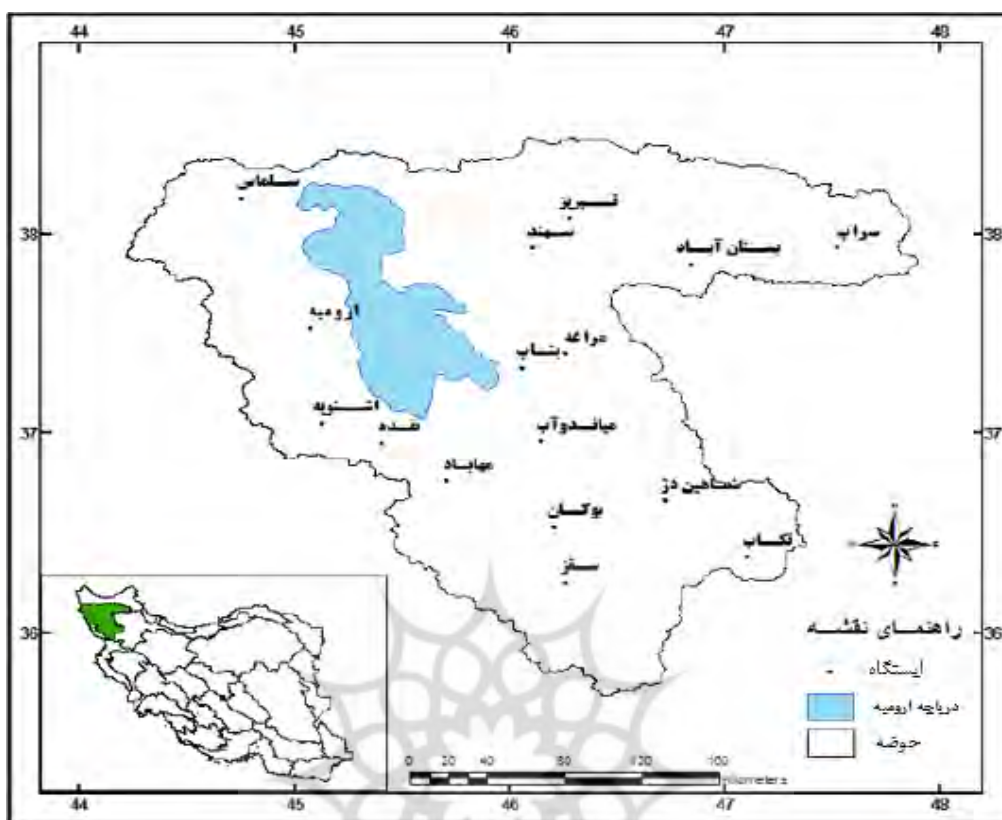 44 45 46 47 48
سلماس
تبریز
38 سهند سراب 38
بستان آباد
ارومیه
مراغه
بناب
اشنویه
37 نقده میاندوآب 37
مهاباد
شاهین دژ
بوکان
تکاب
سقز
36 راهنمای نقشه 36
ایستگاه
دریاچه ارومیه
حوضه
0 20 40 80 120 160
Kilometers
44 45 46 47 48